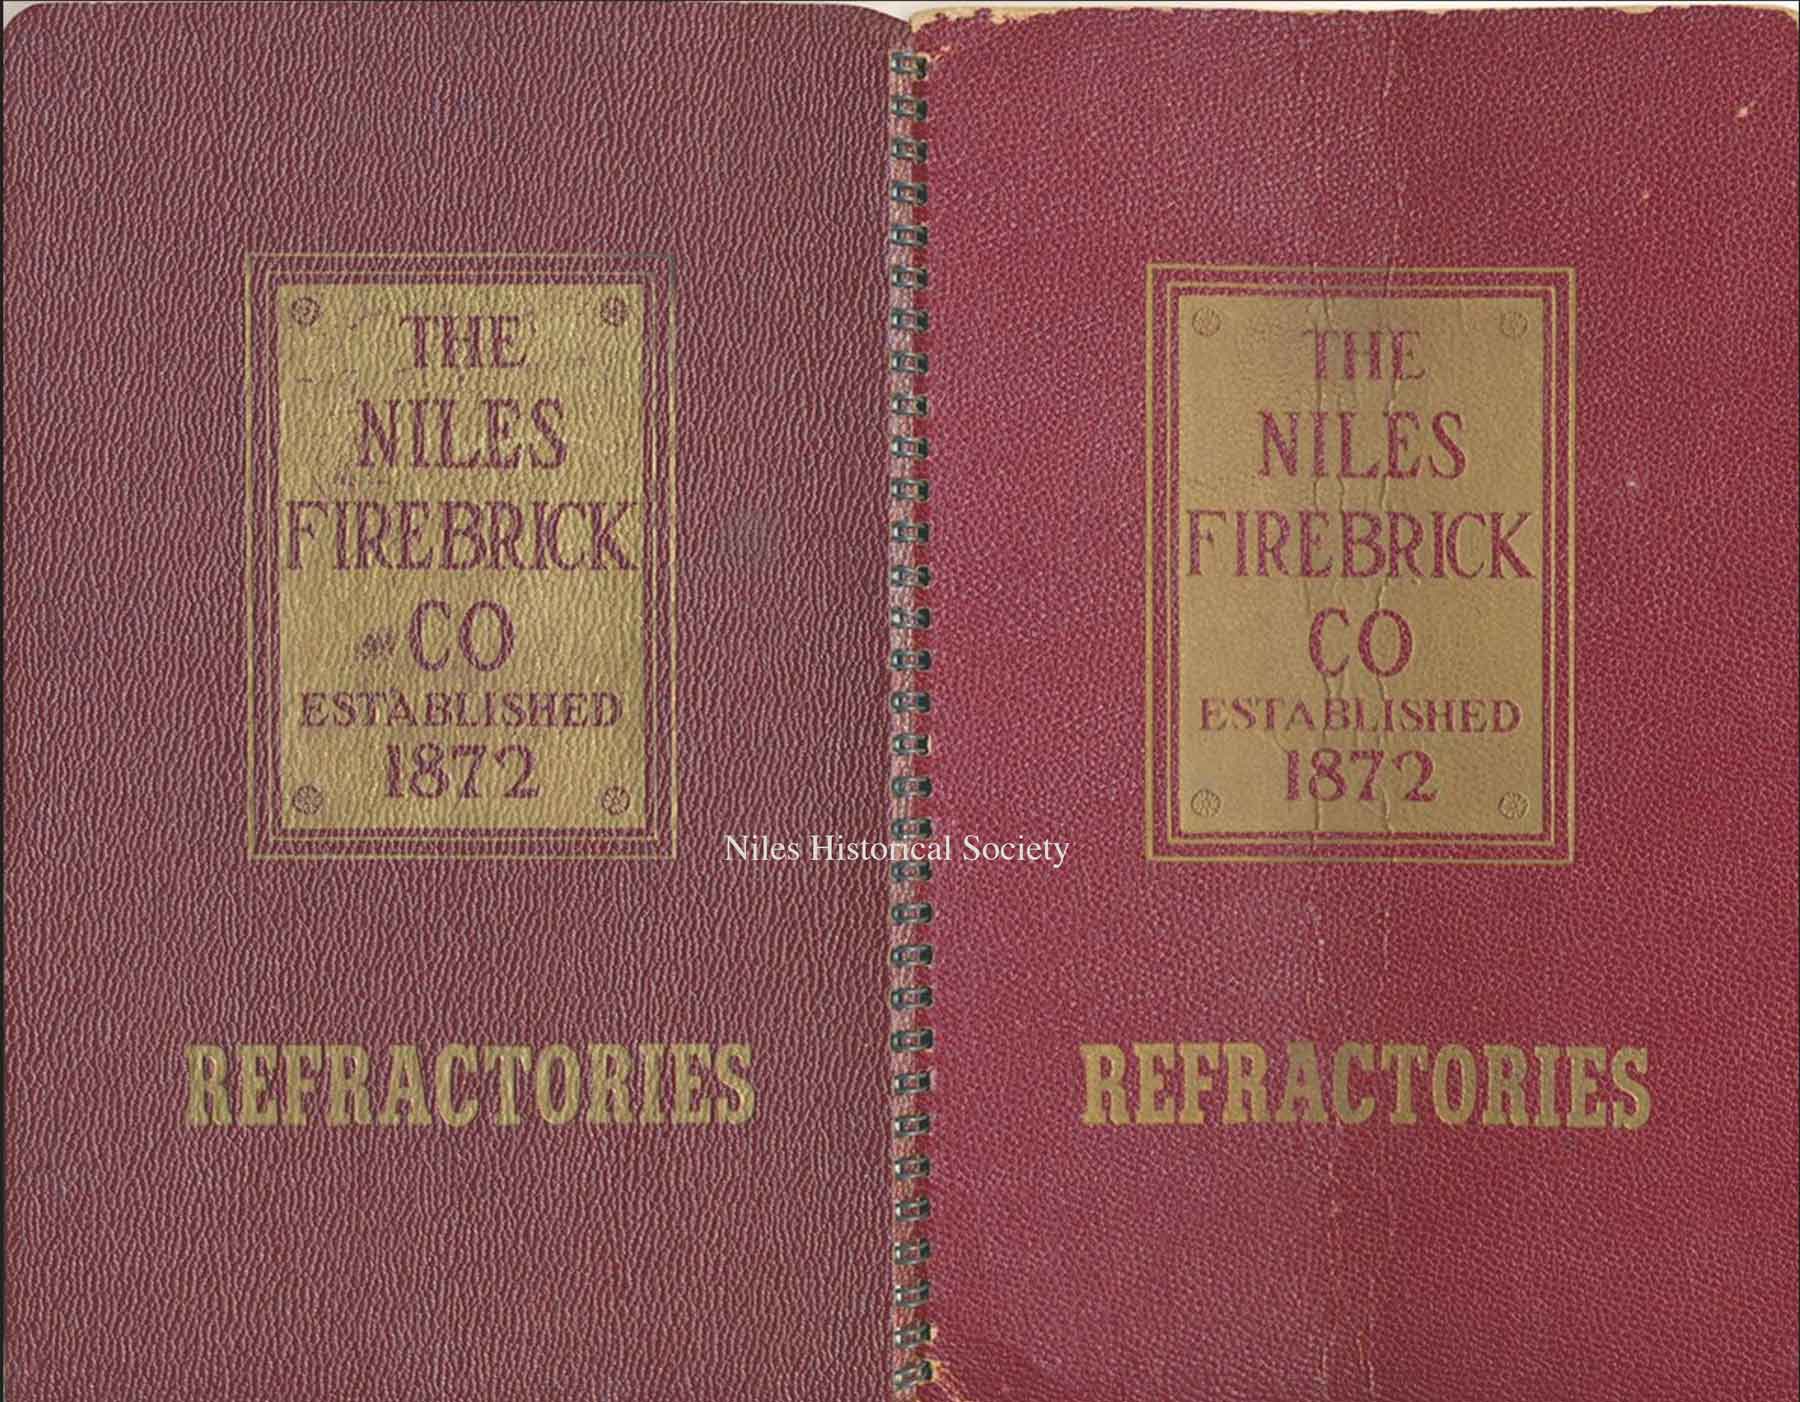 THE
NILES
FIREBRICK
CO
ESTABLISHED
1872
REFRACTORIES
THE
NILES
FIREBRICK
CO
ESTABLISHED
1872
REFRACTORIES
Niles Historical Society